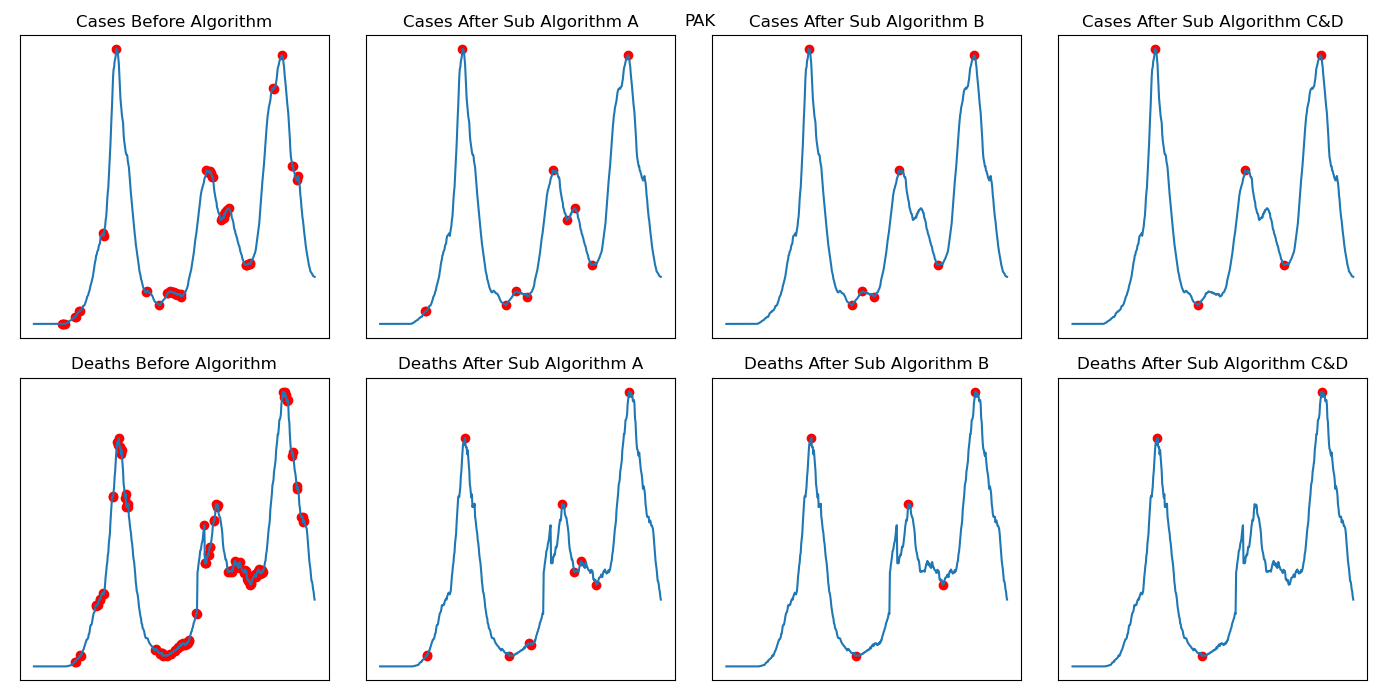 PAK
Cases Before Algorithm
Cases After Sub Algorithm A
Cases After Sub Algorithm B
Cases After Sub Algorithm C&D
Deaths Before Algorithm
Deaths After Sub Algorithm A
Deaths After Sub Algorithm B
Deaths After Sub Algorithm C&D